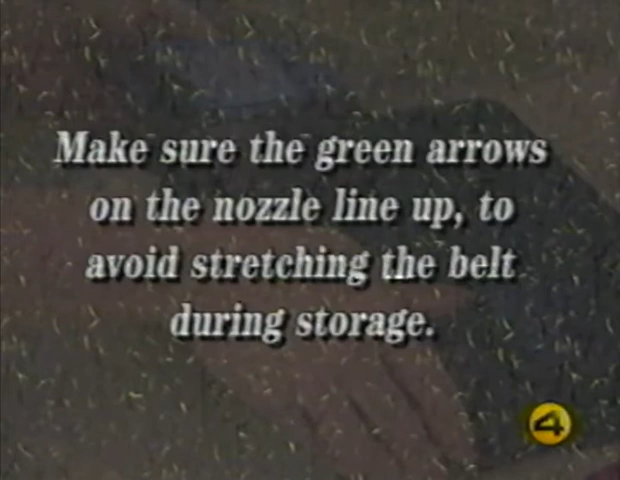 Make sure the green arrows
on the nozzle line up, to
avoid stretching the belt
during storage.
4